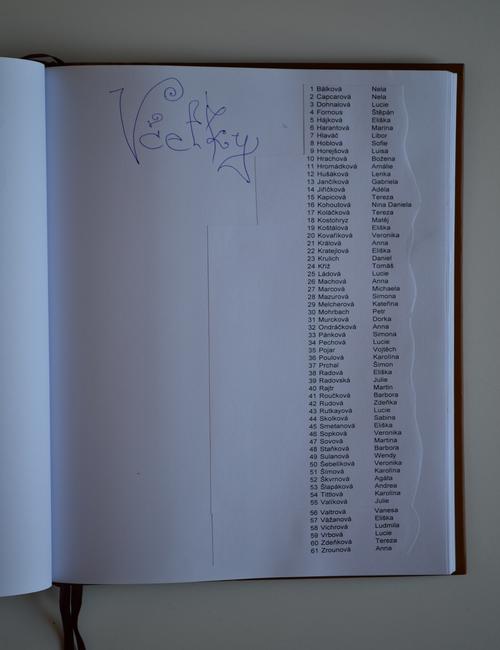 Včetky
1 Bálková Nela
2 Capcarová Nela
3 Dohnalová Lucie
4 Fornous Štěpán
5 Hájková Eliška
6 Harantová Marina
7 Hlaváč Libor
8 Hoblová Sofie
9 Horejšová Luisa
10 Hrachová Božena
11 Hromádková Amálie
12 Hušáková Lenka
13 Jančíková Gabriela
14 Jiřičková Adéla
15 Kapicová Tereza
16 Kohoutová Nina Daniela
17 Koláčková Tereza
18 Kostohryz Matěj
19 Košťálová Eliška
20 Kovaříková Veronika
21 Králová Anna
22 Kratejlová Eliška
23 Krulich Daniel
24 Kříž Tomáš
25 Ládová Lucie
26 Machová Anna
27 Marcová Michaela
28 Mazurová Simona
29 Melcherová Kateřina
30 Mohrbach Petr
31 Murcková Dorka
32 Ondráčková Anna
33 Pánková Simona
34 Pechová Lucie
35 Pojar Vojtěch
36 Poulová Karolína
37 Prchal Šimon
38 Radová Eliška
39 Radovská Julie
40 Rajtr Martin
41 Roučková Barbora
42 Rudová Zdeňka
43 Rutkayová Lucie
44 Skolková Sabina
45 Smetanová Eliška
46 Sopková Veronika
47 Sovová Martina
48 Staňková Barbora
49 Sulanová Wendy
50 Šebelíková Veronika
51 Šímová Karolína
52 Škvrnová Agáta
53 Šlapáková Andrea
54 Tittlová Karolína
55 Valíková Julie
56 Valtrová Vanesa
57 Vážanová Eliška
58 Vichrová Ludmila
59 Vrbová Lucie
60 Zdeňková Tereza
61 Zrounová Anna